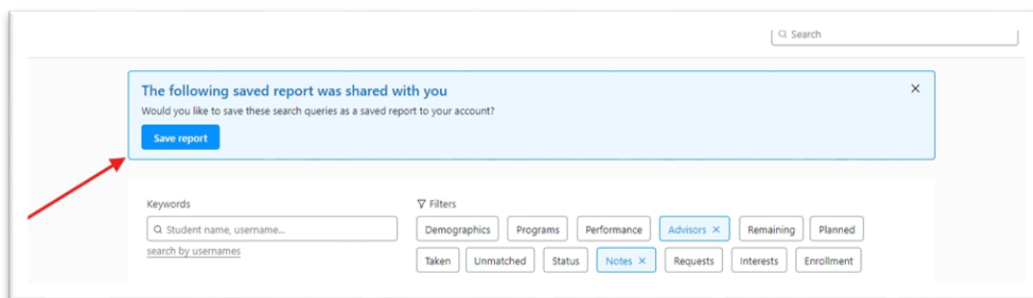 Search
The following saved report was shared with you
Would you like to save these search queries as a saved report to your account?
Save report
Keywords
Student name, username...
search by usernames
Filters
Demographics Programs Performance Advisors × Remaining Planned
Taken Unmatched Status Notes × Requests Interests Enrollment